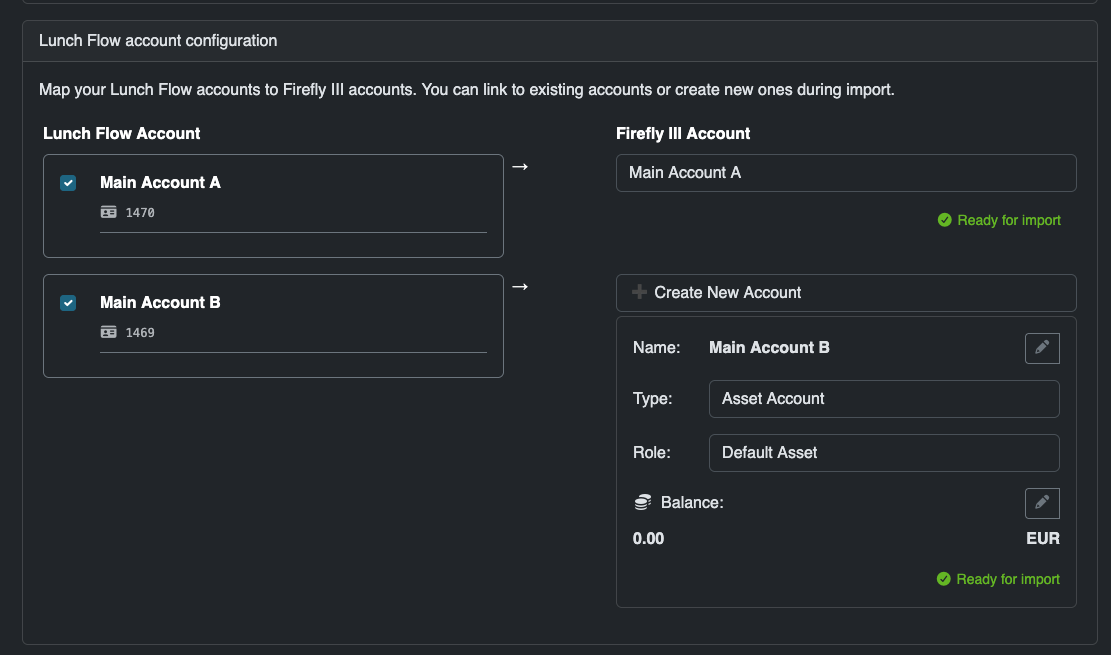 Lunch Flow account configuration
Map your Lunch Flow accounts to Firefly III accounts. You can link to existing accounts or create new ones during import.
Lunch Flow Account
Firefly III Account
Main Account A
1470
→
Main Account A
Ready for import
Main Account B
1469
→
Create New Account
Name: Main Account B
Type: Asset Account
Role: Default Asset
Balance:
0.00 EUR
Ready for import